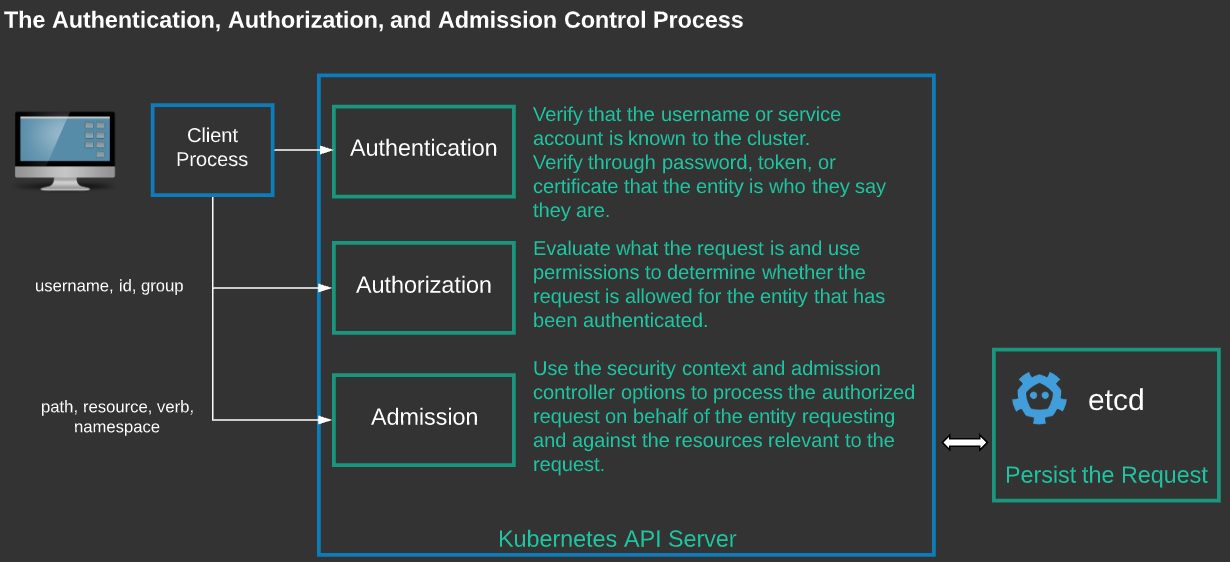 The Authentication, Authorization, and Admission Control Process
Client
Process
Authentication
Verify that the username or service
account is known to the cluster.
Verify through password, token, or
certificate that the entity is who they say
they are.
username, id, group
Authorization
Evaluate what the request is and use
permissions to determine whether the
request is allowed for the entity that has
been authenticated.
path, resource, verb,
namespace
Admission
Use the security context and admission
controller options to process the authorized
request on behalf of the entity requesting
and against the resources relevant to the
request.
etcd
Persist the Request
Kubernetes API Server